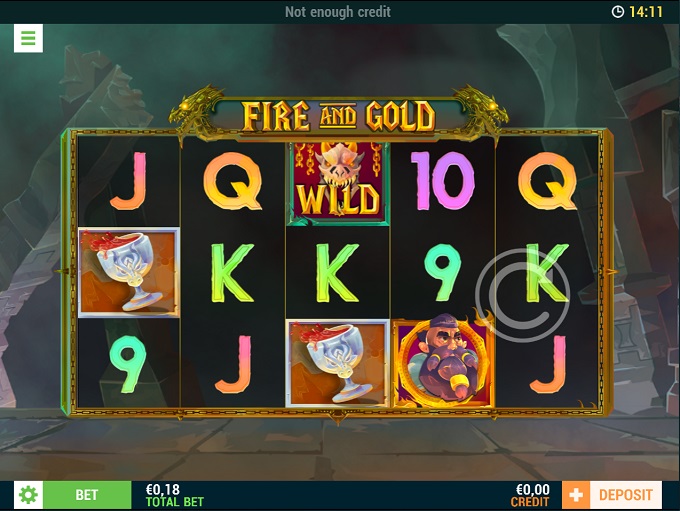 Not enough credit
14:11
FIRE AND GOLD
J Q WILD 10 Q
K K 9 K
9 J J
BET
€0,18
TOTAL BET
€0,00
CREDIT
DEPOSIT